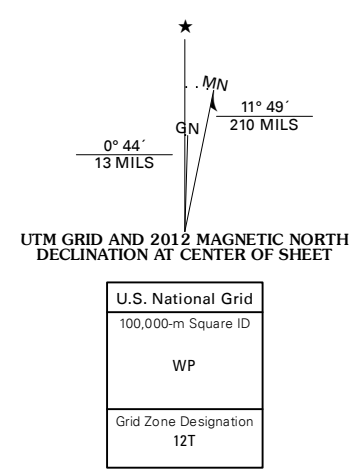 ★
MN
GN
11° 49´
210 MILS
0° 44´
13 MILS
UTM GRID AND 2012 MAGNETIC NORTH
DECLINATION AT CENTER OF SHEET
U.S. National Grid
100,000-m Square ID
WP
Grid Zone Designation
12T